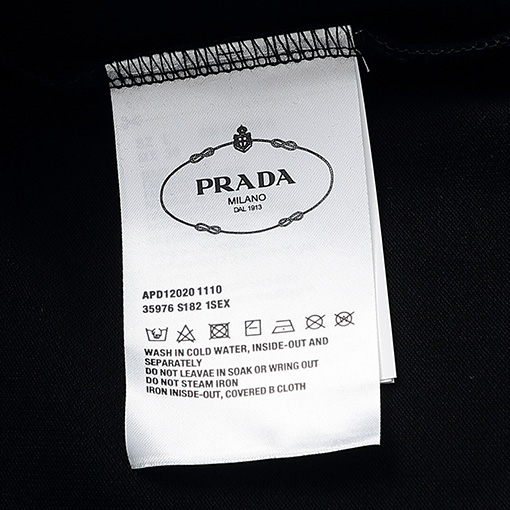 PRADA
MILANO
DAL 1913
APD12020 1110
35976 S182 1SEX
WASH IN COLD WATER, INSIDE-OUT AND
SEPARATELY
DO NOT LEAVAE IN SOAK OR WRING OUT
DO NOT STEAM IRON
IRON INISDE-OUT, COVERED B CLOTH